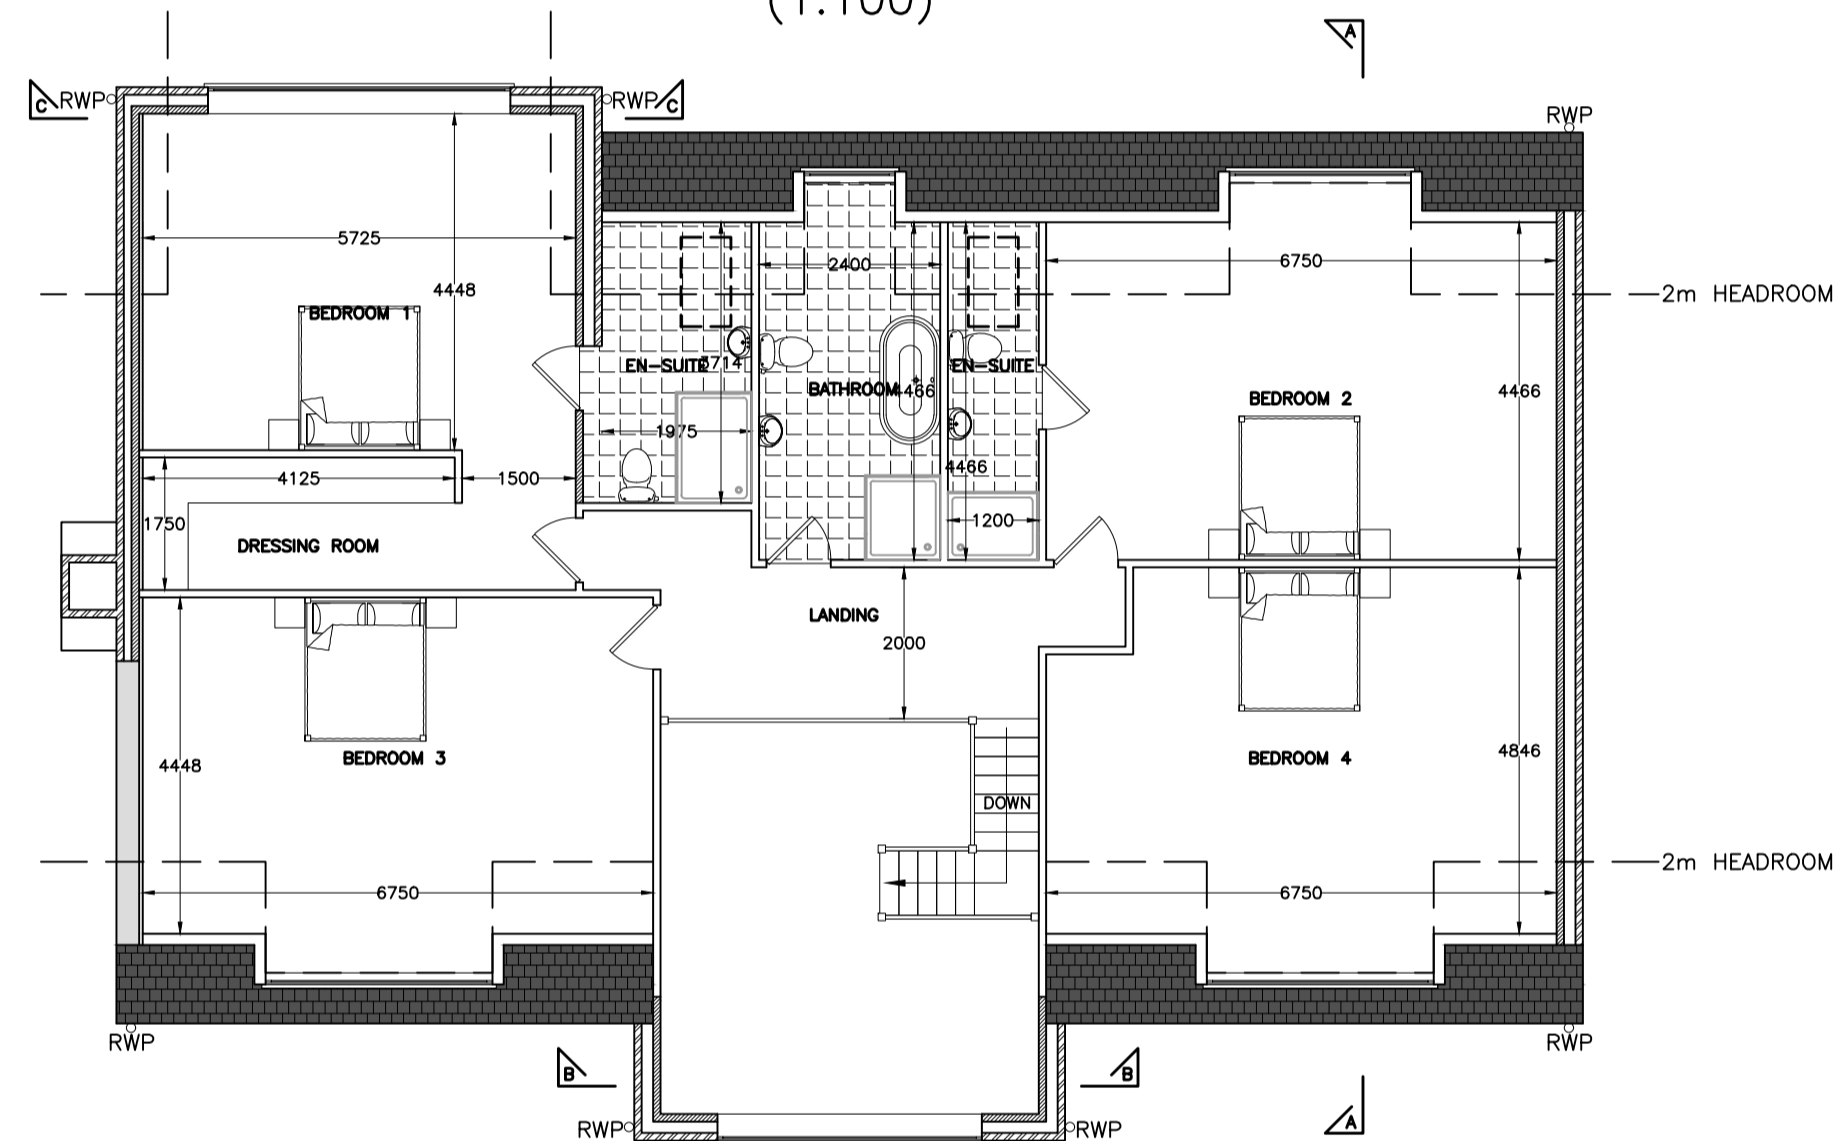 (1:100)
A
C RWP
RWP C
RWP
5725
2400
6750
4448
2m HEADROOM
BEDROOM 1
EN-SUITE
3714
EN-SUITE
BATHROOM
4466
4466
BEDROOM 2
1975
4466
4125
1500
1750
1200
DRESSING ROOM
LANDING
2000
BEDROOM 3
BEDROOM 4
4448
4846
DOWN
2m HEADROOM
6750
6750
RWP
RWP
B
B
RWP
RWP
A